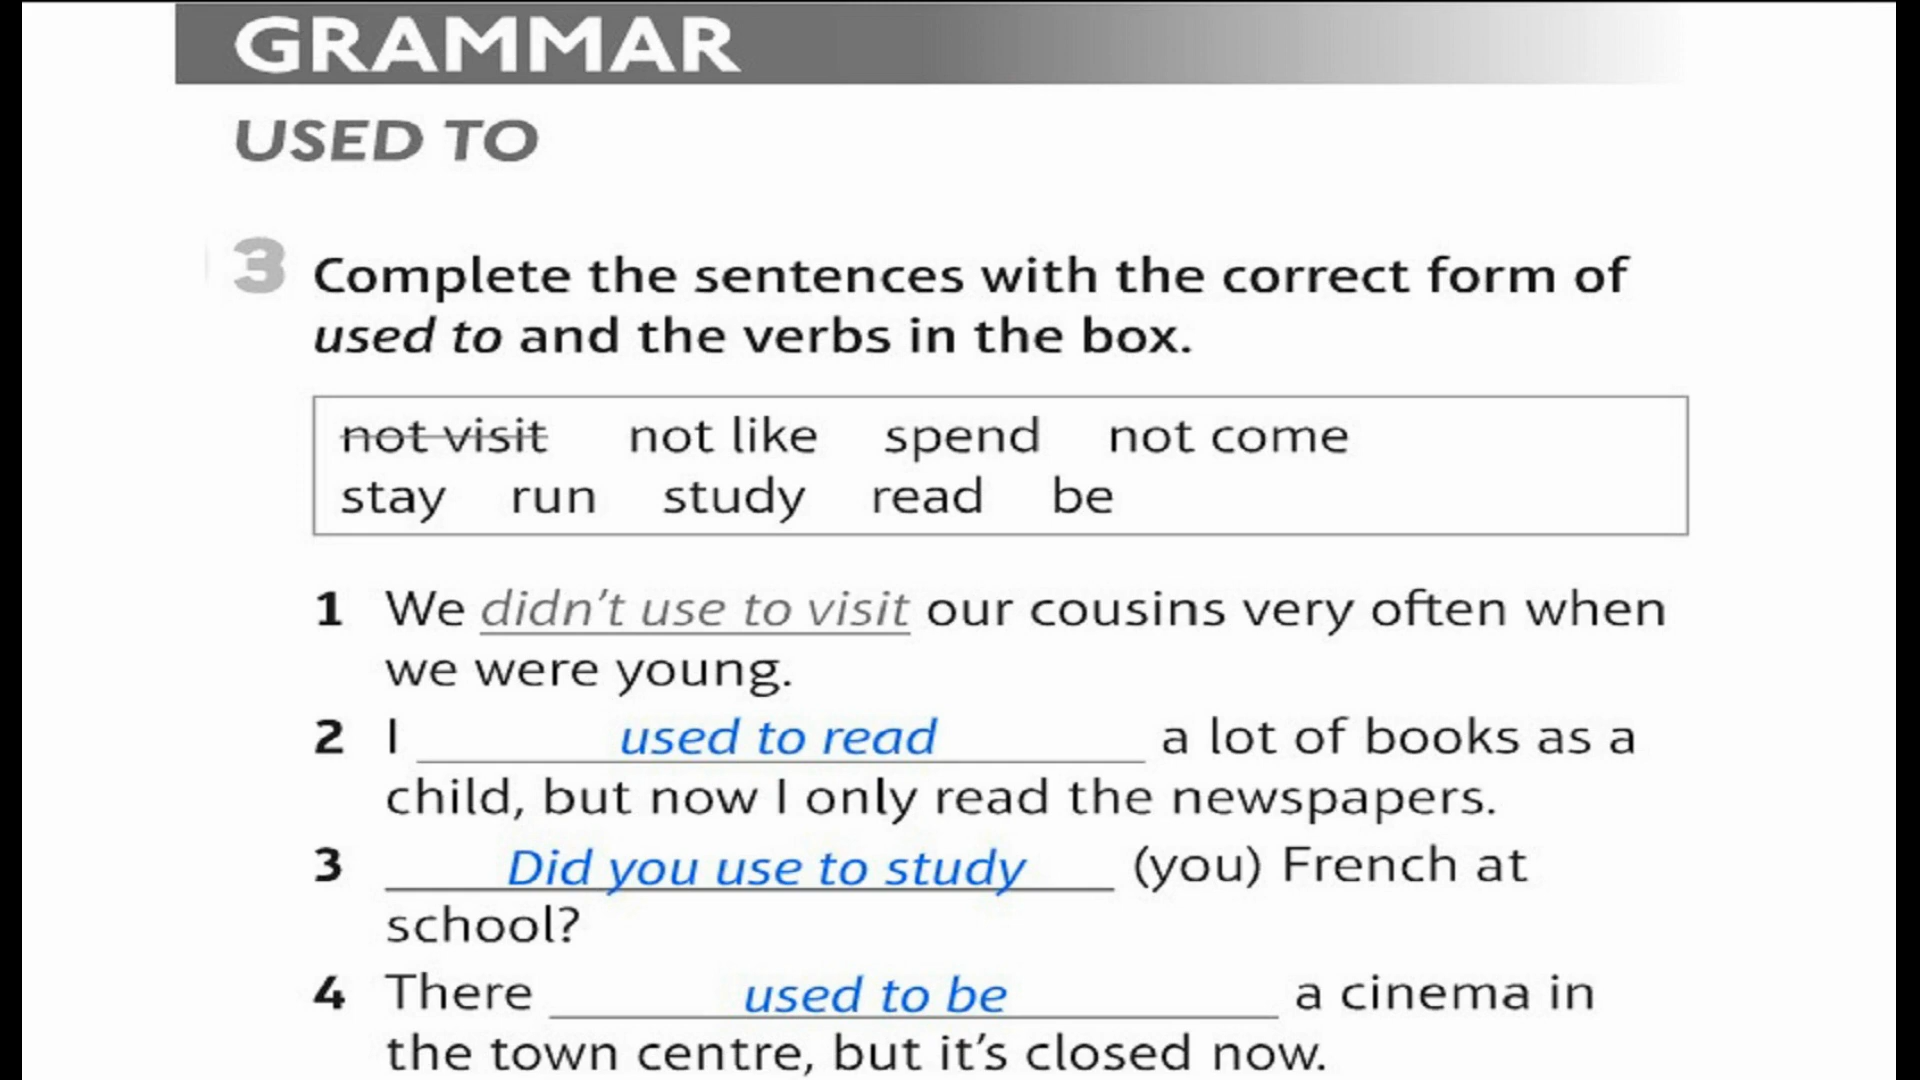 GRAMMAR
USED TO
3 Complete the sentences with the correct form of
used to and the verbs in the box.
not visit not like spend not come
stay run study read be
1 We didn't use to visit our cousins very often when
we were young.
2 I used to read a lot of books as a
child, but now I only read the newspapers.
3 Did you use to study (you) French at
school?
4 There used to be a cinema in
the town centre, but it's closed now.